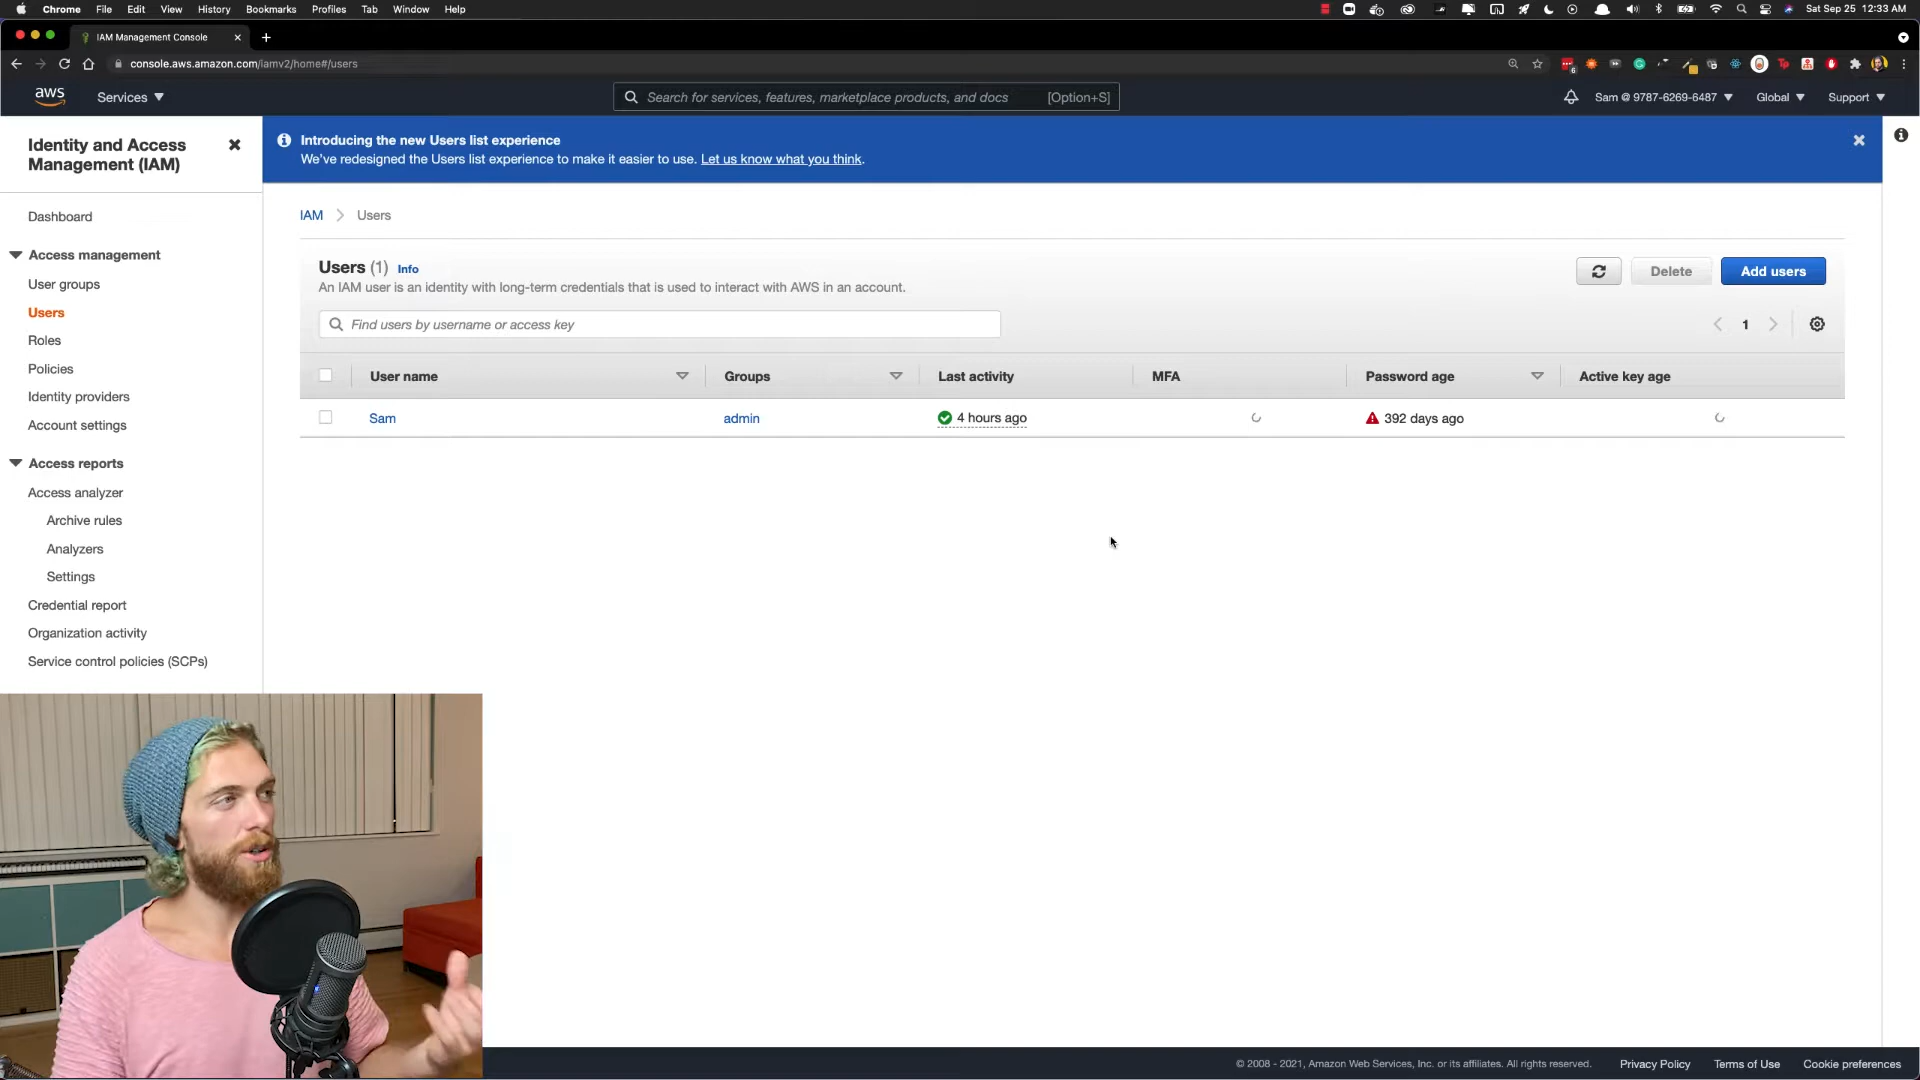 Chrome File Edit View History Bookmarks Profiles Tab Window Help
Sat Sep 25 12:33 AM
IAM Management Console
console.aws.amazon.com/iamv2/home#/users
6
aws
Services
Search for services, features, marketplace products, and docs [Option+S]
Sam @ 9787-6269-6487
Global
Support
Identity and Access
Management (IAM)
Dashboard
Access management
User groups
Users
Roles
Policies
Identity providers
Account settings
Access reports
Access analyzer
Archive rules
Analyzers
Settings
Credential report
Organization activity
Service control policies (SCPs)
Introducing the new Users list experience
We've redesigned the Users list experience to make it easier to use. Let us know what you think.
IAM Users
Users (1) Info
An IAM user is an identity with long-term credentials that is used to interact with AWS in an account.
Delete
Add users
Find users by username or access key
1
User name Groups Last activity MFA Password age Active key age
Sam admin 4 hours ago 392 days ago
© 2008 - 2021, Amazon Web Services, Inc. or its affiliates. All rights reserved. Privacy Policy Terms of Use Cookie preferences